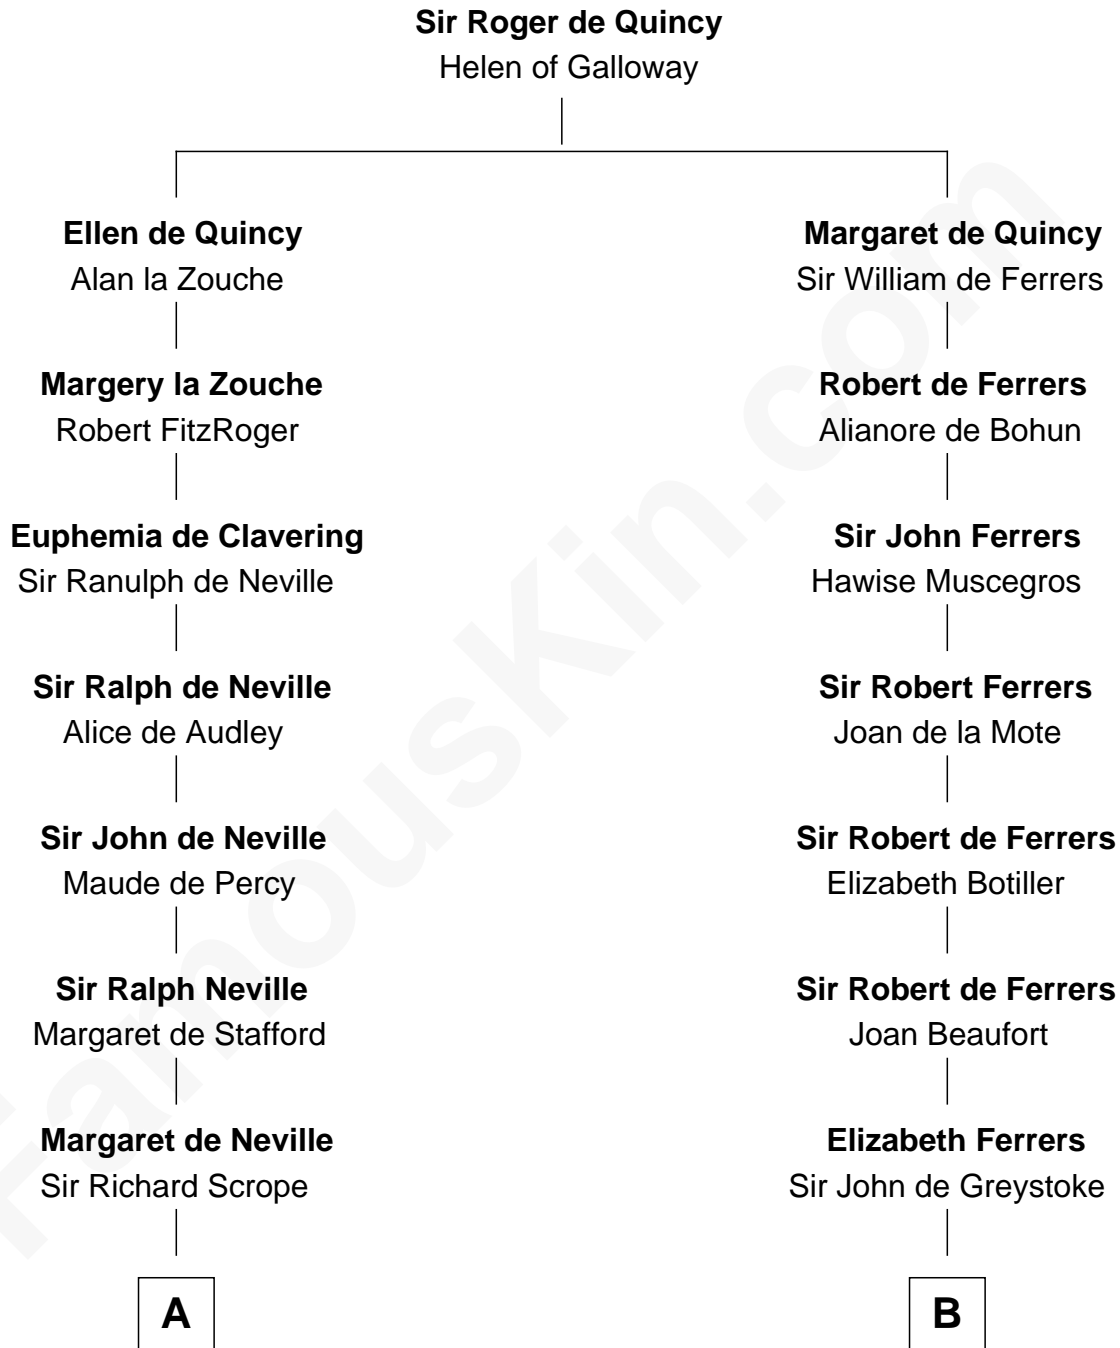 Sir Roger de Quincy
Helen of Galloway
Ellen de Quincy
Alan la Zouche
Margery la Zouche
Robert FitzRoger
Euphemia de Clavering
Sir Ranulph de Neville
Sir Ralph de Neville
Alice de Audley
Sir John de Neville
Maude de Percy
Sir Ralph Neville
Margaret de Stafford
Margaret de Neville
Sir Richard Scrope
A
Margaret de Quincy
Sir William de Ferrers
Robert de Ferrers
Alianore de Bohun
Sir John Ferrers
Hawise Muscegros
Sir Robert Ferrers
Joan de la Mote
Sir Robert de Ferrers
Elizabeth Botiller
Sir Robert de Ferrers
Joan Beaufort
Elizabeth Ferrers
Sir John de Greystoke
B
FamousKin.com